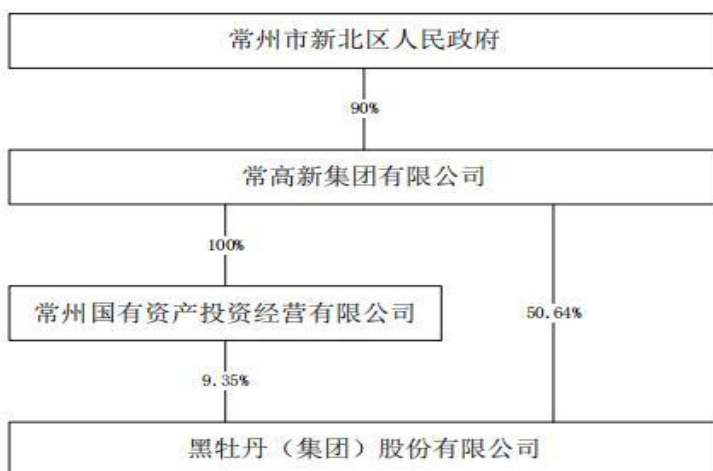 常州市新北区人民政府
90%
常高新集团有限公司
100%
常州国有资产投资经营有限公司
50.64%
9.35%
黑牡丹（集团）股份有限公司